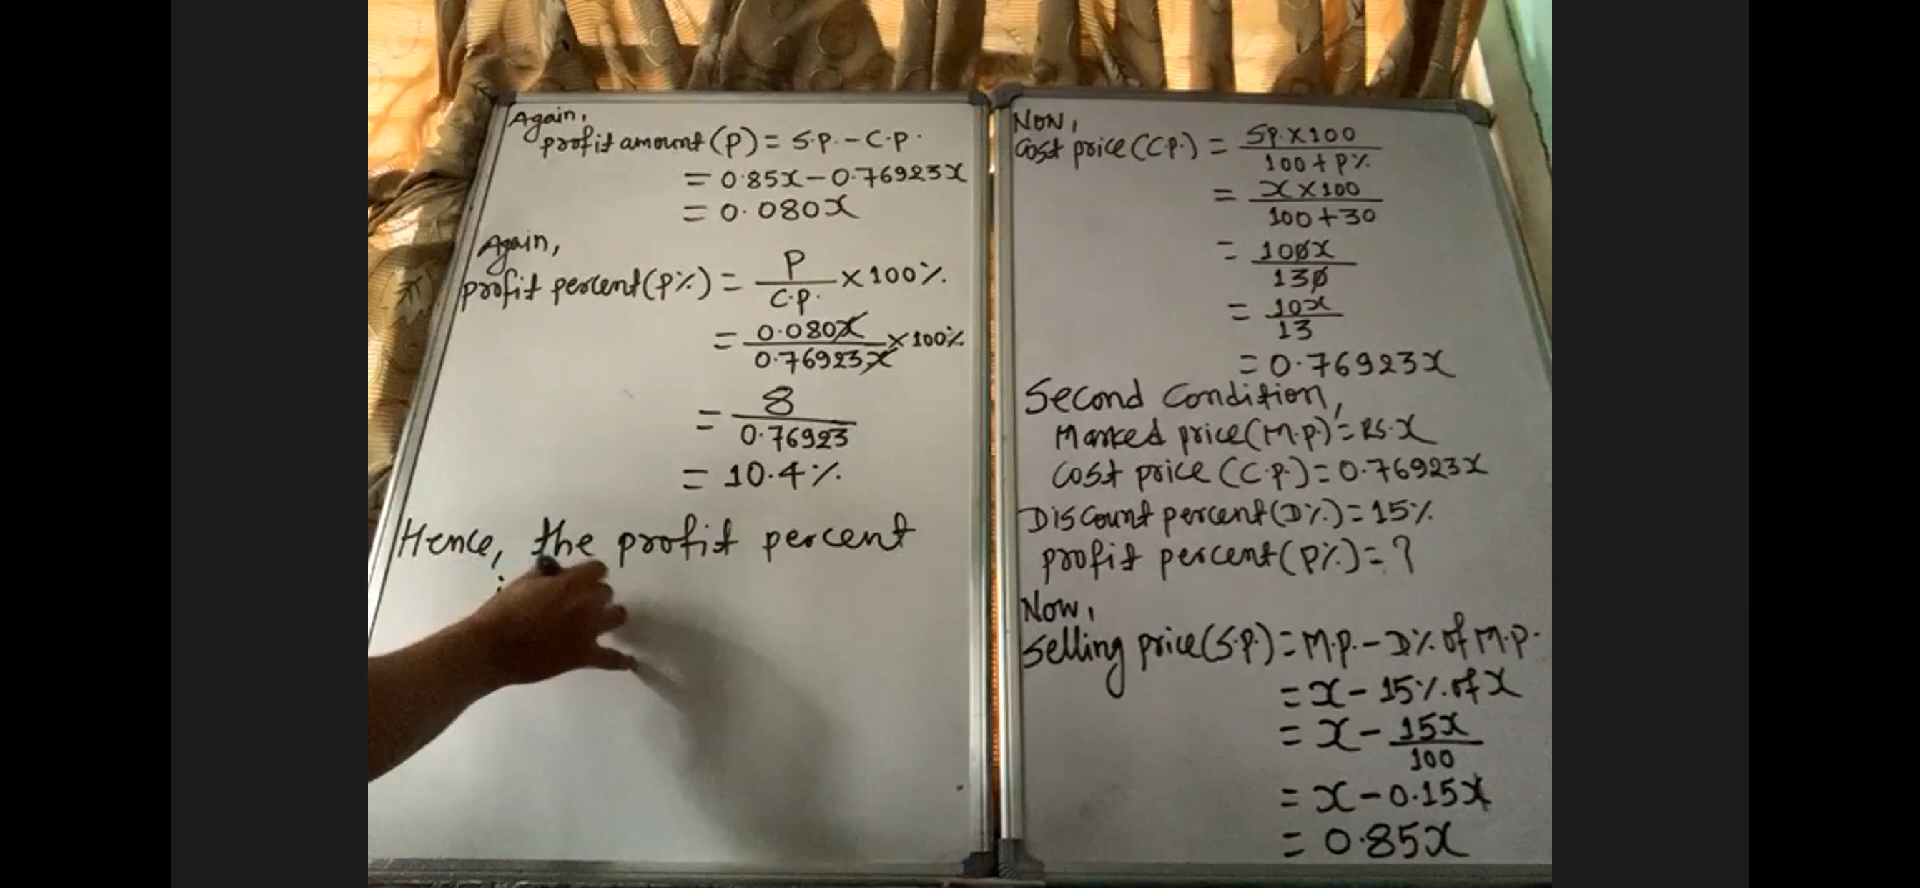 Again,
profit amount (P) = S.P. - C.P.
= 0.85x - 0.76923x
= 0.080x
Again,
profit percent (P%) = P/C.P. × 100%
= 0.080x/0.76923x × 100%
= 8/0.76923
= 10.4%
Hence, the profit percent
Now,
Cost price (C.P.) = S.P. × 100/100 + P%
= x × 100/100 + 30
= 100x/130
= 10x/13
= 0.76923x
Second Condition,
Marked price (M.P.) = Rs. x
Cost price (C.P.) = 0.76923x
Discount percent (D%) = 15%
profit percent (P%) = ?
Now,
Selling price (S.P.) = M.P. - D% of M.P.
= x - 15% of x
= x - 15x/100
= x - 0.15x
= 0.85x